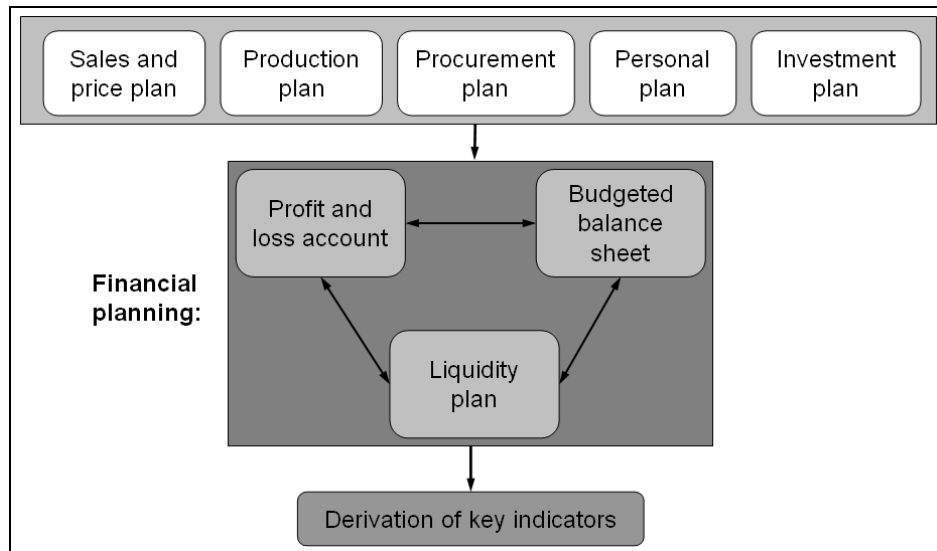 Sales and
price plan
Production
plan
Procurement
plan
Personal
plan
Investment
plan
Profit and
loss account
Budgeted
balance
sheet
Financial
planning:
Liquidity
plan
Derivation of key indicators